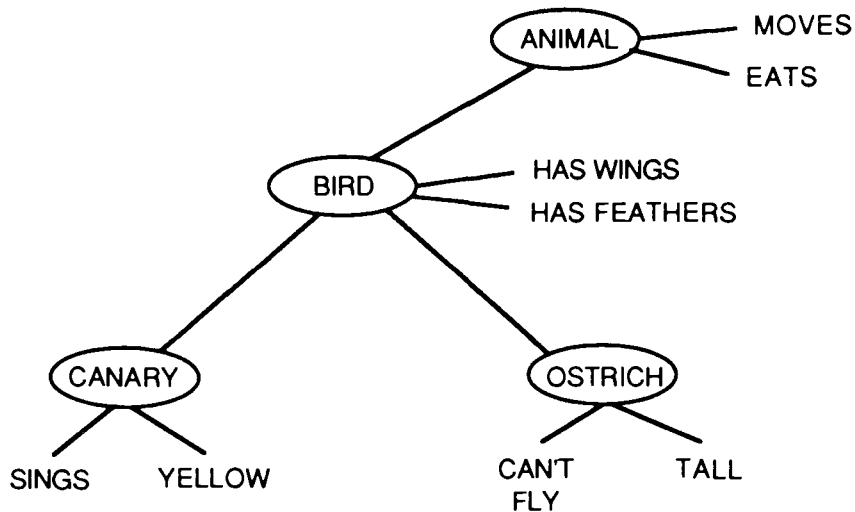 ANIMAL
MOVES
EATS
BIRD
HAS WINGS
HAS FEATHERS
CANARY
OSTRICH
SINGS
YELLOW
CAN'T
FLY
TALL